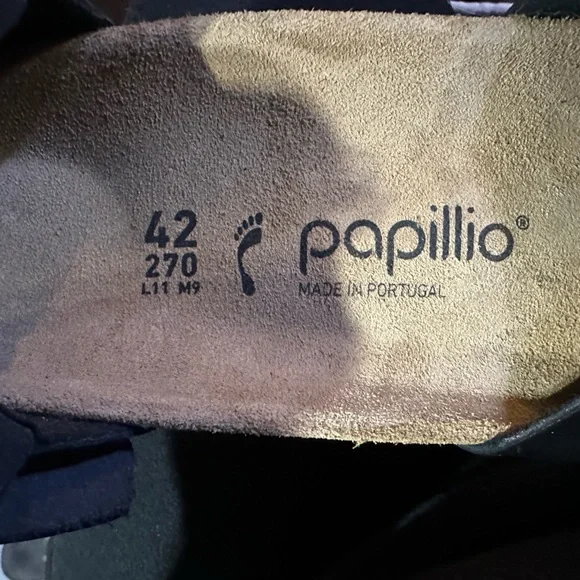 42
270
L11 M9
papillio®
MADE IN PORTUGAL